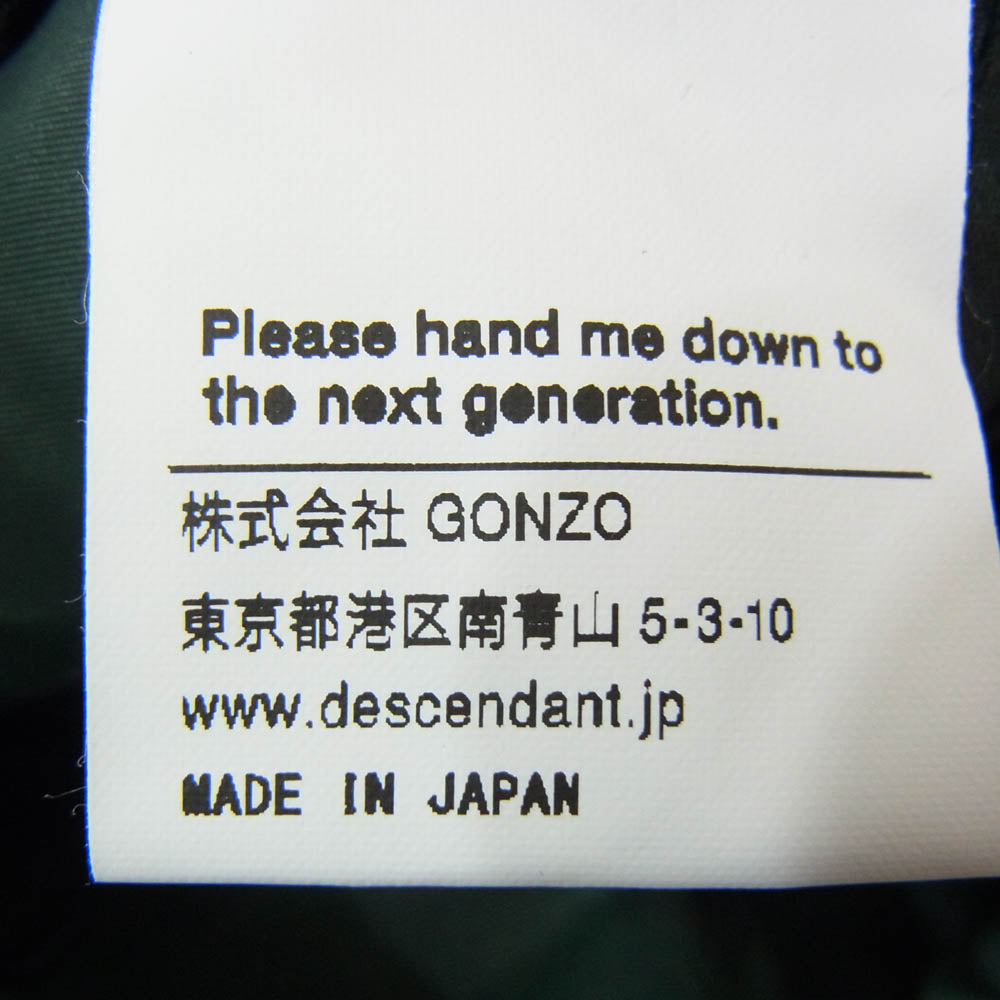 Please hand me down to
the next generation.
株式会社 GONZO
東京都港区南青山 5-3-10
www.descendant.jp
MADE IN JAPAN